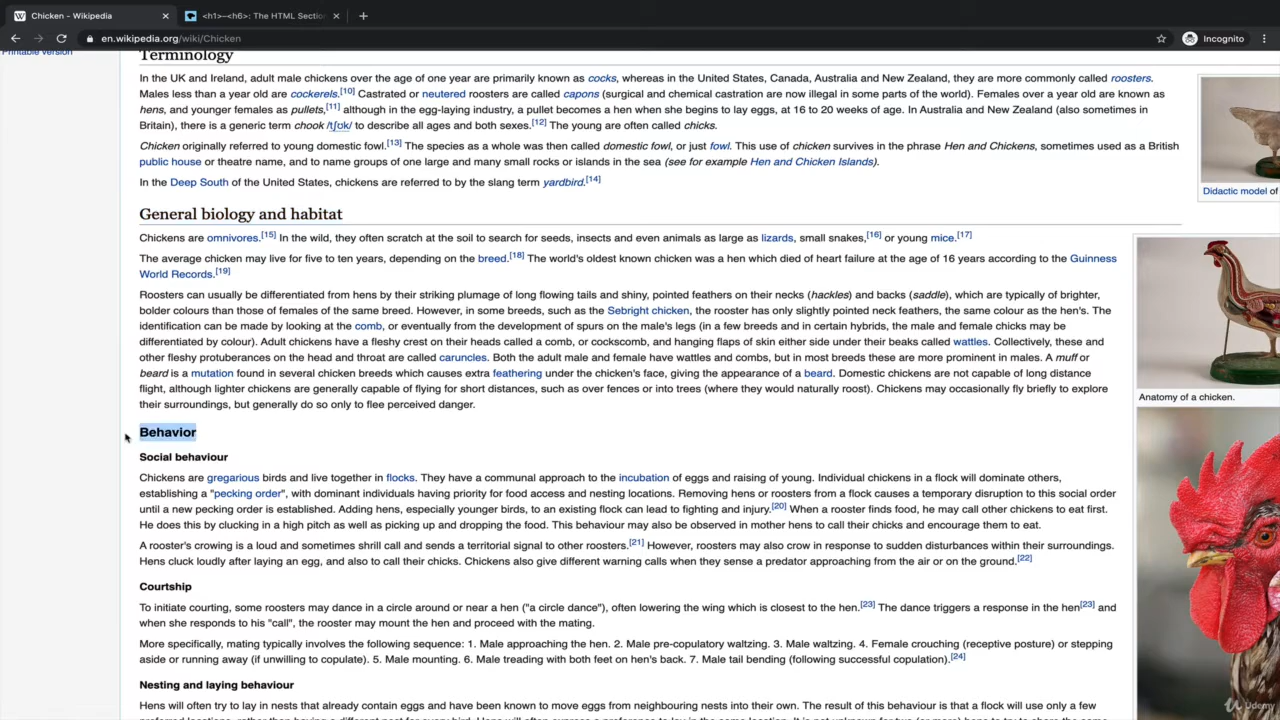 Chicken - Wikipedia
<h1>–<h6>: The HTML Sectio
en.wikipedia.org/wiki/Chicken
Incognito
Printable version
Terminology
In the UK and Ireland, adult male chickens over the age of one year are primarily known as cocks, whereas in the United States, Canada, Australia and New Zealand, they are more commonly called roosters.
Males less than a year old are cockerels.[10] Castrated or neutered roosters are called capons (surgical and chemical castration are now illegal in some parts of the world). Females over a year old are known as
hens, and younger females as pullets,[11] although in the egg-laying industry, a pullet becomes a hen when she begins to lay eggs, at 16 to 20 weeks of age. In Australia and New Zealand (also sometimes in
Britain), there is a generic term chook /tʃʊk/ to describe all ages and both sexes.[12] The young are often called chicks.
Chicken originally referred to young domestic fowl.[13] The species as a whole was then called domestic fowl, or just fowl. This use of chicken survives in the phrase Hen and Chickens, sometimes used as a British
public house or theatre name, and to name groups of one large and many small rocks or islands in the sea (see for example Hen and Chicken Islands).
In the Deep South of the United States, chickens are referred to by the slang term yardbird.[14]
Didactic model of
General biology and habitat
Chickens are omnivores.[15] In the wild, they often scratch at the soil to search for seeds, insects and even animals as large as lizards, small snakes,[16] or young mice.[17]
The average chicken may live for five to ten years, depending on the breed.[18] The world's oldest known chicken was a hen which died of heart failure at the age of 16 years according to the Guinness
World Records.[19]
Roosters can usually be differentiated from hens by their striking plumage of long flowing tails and shiny, pointed feathers on their necks (hackles) and backs (saddle), which are typically of brighter,
bolder colours than those of females of the same breed. However, in some breeds, such as the Sebright chicken, the rooster has only slightly pointed neck feathers, the same colour as the hen's. The
identification can be made by looking at the comb, or eventually from the development of spurs on the male's legs (in a few breeds and in certain hybrids, the male and female chicks may be
differentiated by colour). Adult chickens have a fleshy crest on their heads called a comb, or cockscomb, and hanging flaps of skin either side under their beaks called wattles. Collectively, these and
other fleshy protuberances on the head and throat are called caruncles. Both the adult male and female have wattles and combs, but in most breeds these are more prominent in males. A muff or
beard is a mutation found in several chicken breeds which causes extra feathering under the chicken's face, giving the appearance of a beard. Domestic chickens are not capable of long distance
flight, although lighter chickens are generally capable of flying for short distances, such as over fences or into trees (where they would naturally roost). Chickens may occasionally fly briefly to explore
their surroundings, but generally do so only to flee perceived danger.
Anatomy of a chicken.
Behavior
Social behaviour
Chickens are gregarious birds and live together in flocks. They have a communal approach to the incubation of eggs and raising of young. Individual chickens in a flock will dominate others,
establishing a "pecking order", with dominant individuals having priority for food access and nesting locations. Removing hens or roosters from a flock causes a temporary disruption to this social order
until a new pecking order is established. Adding hens, especially younger birds, to an existing flock can lead to fighting and injury.[20] When a rooster finds food, he may call other chickens to eat first.
He does this by clucking in a high pitch as well as picking up and dropping the food. This behaviour may also be observed in mother hens to call their chicks and encourage them to eat.
A rooster's crowing is a loud and sometimes shrill call and sends a territorial signal to other roosters.[21] However, roosters may also crow in response to sudden disturbances within their surroundings.
Hens cluck loudly after laying an egg, and also to call their chicks. Chickens also give different warning calls when they sense a predator approaching from the air or on the ground.[22]
Courtship
To initiate courting, some roosters may dance in a circle around or near a hen ("a circle dance"), often lowering the wing which is closest to the hen.[23] The dance triggers a response in the hen[23] and
when she responds to his "call", the rooster may mount the hen and proceed with the mating.
More specifically, mating typically involves the following sequence: 1. Male approaching the hen. 2. Male pre-copulatory waltzing. 3. Male waltzing. 4. Female crouching (receptive posture) or stepping
aside or running away (if unwilling to copulate). 5. Male mounting. 6. Male treading with both feet on hen's back. 7. Male tail bending (following successful copulation).[24]
Nesting and laying behaviour
Hens will often try to lay in nests that already contain eggs and have been known to move eggs from neighbouring nests into their own. The result of this behaviour is that a flock will use only a few
Udemy